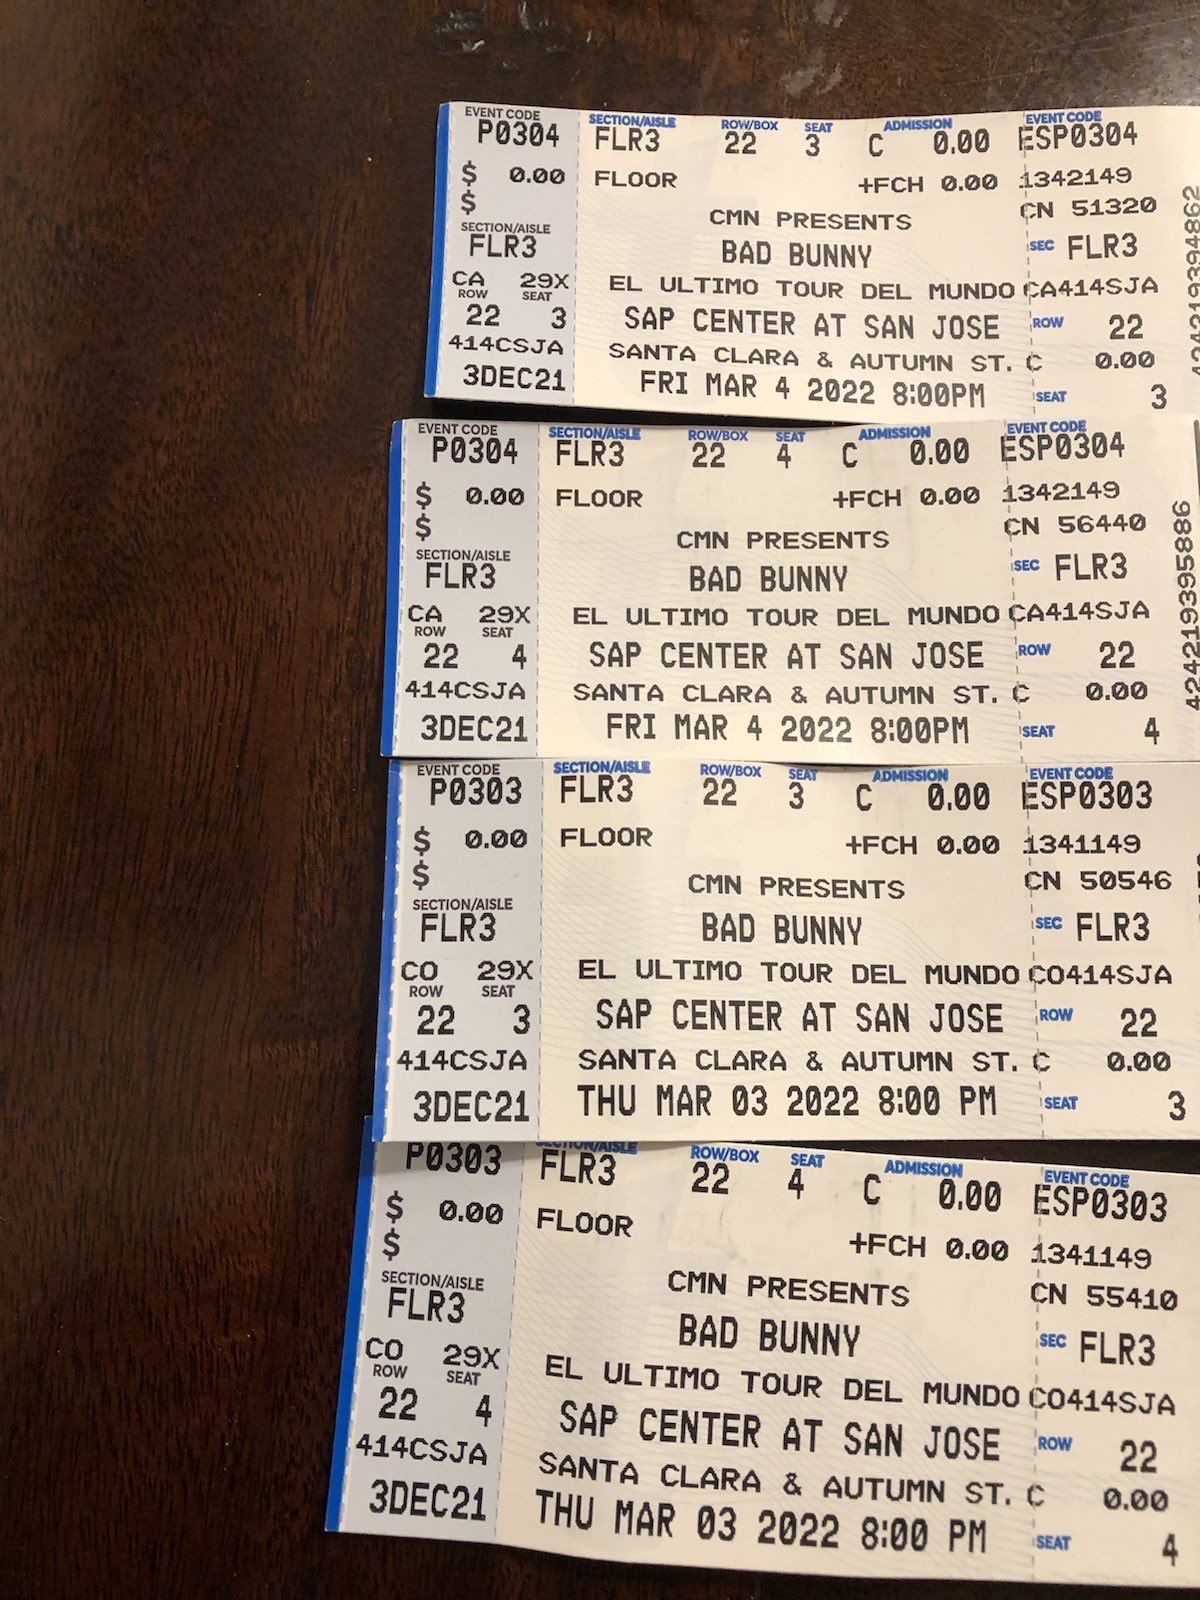 EVENT CODE SECTION/AISLE ROW/BOX SEAT ADMISSION EVENT CODE
P0304 FLR3 22 3 C 0.00 ESP0304
$ 0.00 FLOOR +FCH 0.00 1342149
$ CMN PRESENTS CN 51320
SECTION/AISLE
FLR3 BAD BUNNY SEC FLR3
CA 29X EL ULTIMO TOUR DEL MUNDO CA414SJA
ROW SEAT
22 3 SAP CENTER AT SAN JOSE ROW 22
414CSJA SANTA CLARA & AUTUMN ST. C 0.00
3DEC21 FRI MAR 4 2022 8:00PM SEAT 3
EVENT CODE SECTION/AISLE ROW/BOX SEAT ADMISSION EVENT CODE
P0304 FLR3 22 4 C 0.00 ESP0304
$ 0.00 FLOOR +FCH 0.00 1342149
$ CMN PRESENTS CN 56440
SECTION/AISLE
FLR3 BAD BUNNY SEC FLR3
CA 29X EL ULTIMO TOUR DEL MUNDO CA414SJA
ROW SEAT
22 4 SAP CENTER AT SAN JOSE ROW 22
414CSJA SANTA CLARA & AUTUMN ST. C 0.00
3DEC21 FRI MAR 4 2022 8:00PM SEAT 4
424219395886
EVENT CODE SECTION/AISLE ROW/BOX SEAT ADMISSION EVENT CODE
P0303 FLR3 22 3 C 0.00 ESP0303
$ 0.00 FLOOR +FCH 0.00 1341149
$ CMN PRESENTS CN 50546
SECTION/AISLE
FLR3 BAD BUNNY SEC FLR3
CO 29X EL ULTIMO TOUR DEL MUNDO CO414SJA
ROW SEAT
22 3 SAP CENTER AT SAN JOSE ROW 22
414CSJA SANTA CLARA & AUTUMN ST. C 0.00
3DEC21 THU MAR 03 2022 8:00 PM SEAT 3
SECTION/AISLE ROW/BOX SEAT ADMISSION EVENT CODE
P0303 FLR3 22 4 C 0.00 ESP0303
$ 0.00 FLOOR +FCH 0.00 1341149
$ CMN PRESENTS CN 55410
SECTION/AISLE
FLR3 BAD BUNNY SEC FLR3
CO 29X EL ULTIMO TOUR DEL MUNDO CO414SJA
ROW SEAT
22 4 SAP CENTER AT SAN JOSE ROW 22
414CSJA SANTA CLARA & AUTUMN ST. C 0.00
3DEC21 THU MAR 03 2022 8:00 PM SEAT 4